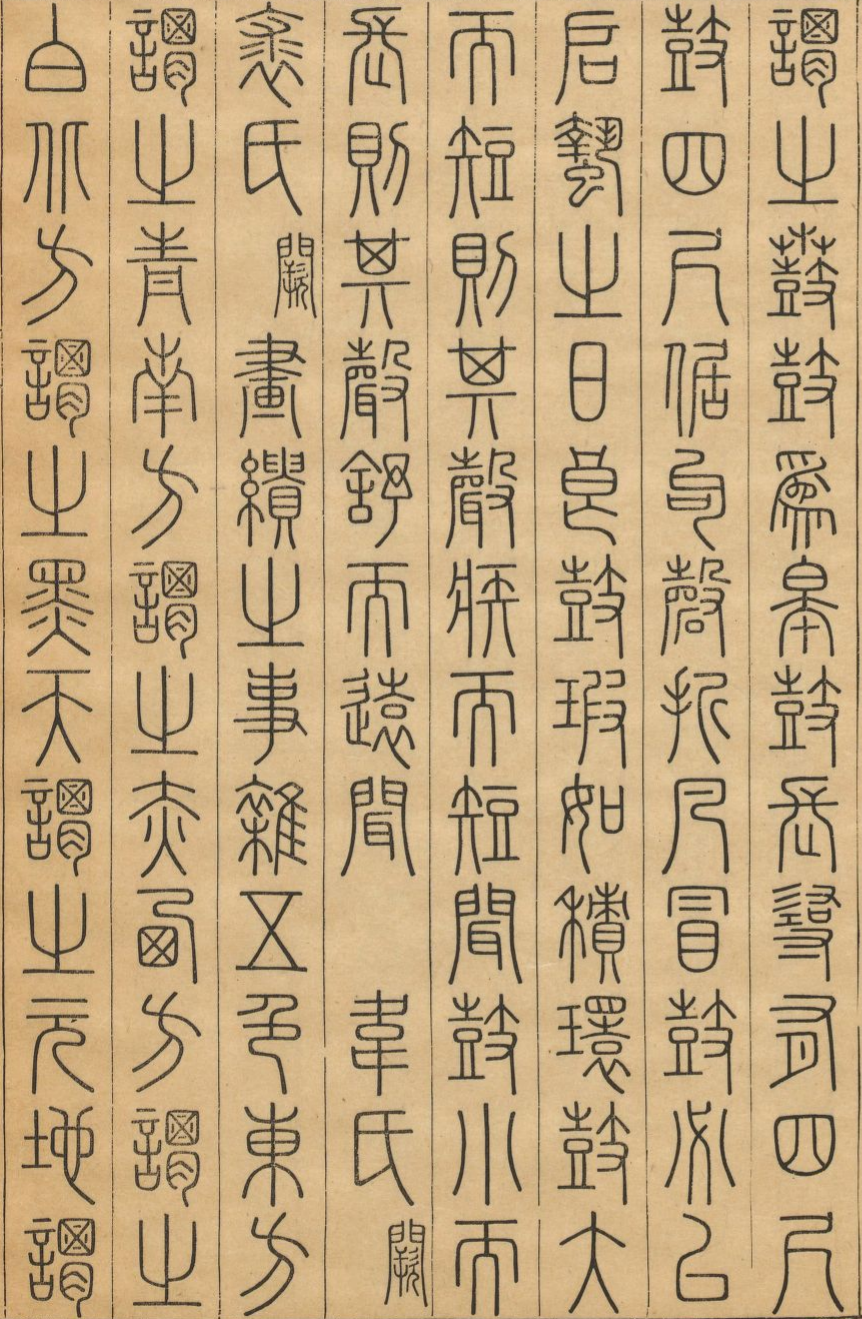 謂之鼖鼓爲皋鼓長尋有四尺
鼓四尺倨句磬折凡冒鼓必以
启蟄之日良鼓瑕如積環鼓大
而短則其聲疾而短聞鼓小而
長則其聲舒而遠聞 韋氏闕
裘氏闕畫繢之事雜五色東方
謂之青南方謂之赤西方謂之
白北方謂之黑天謂之元地謂